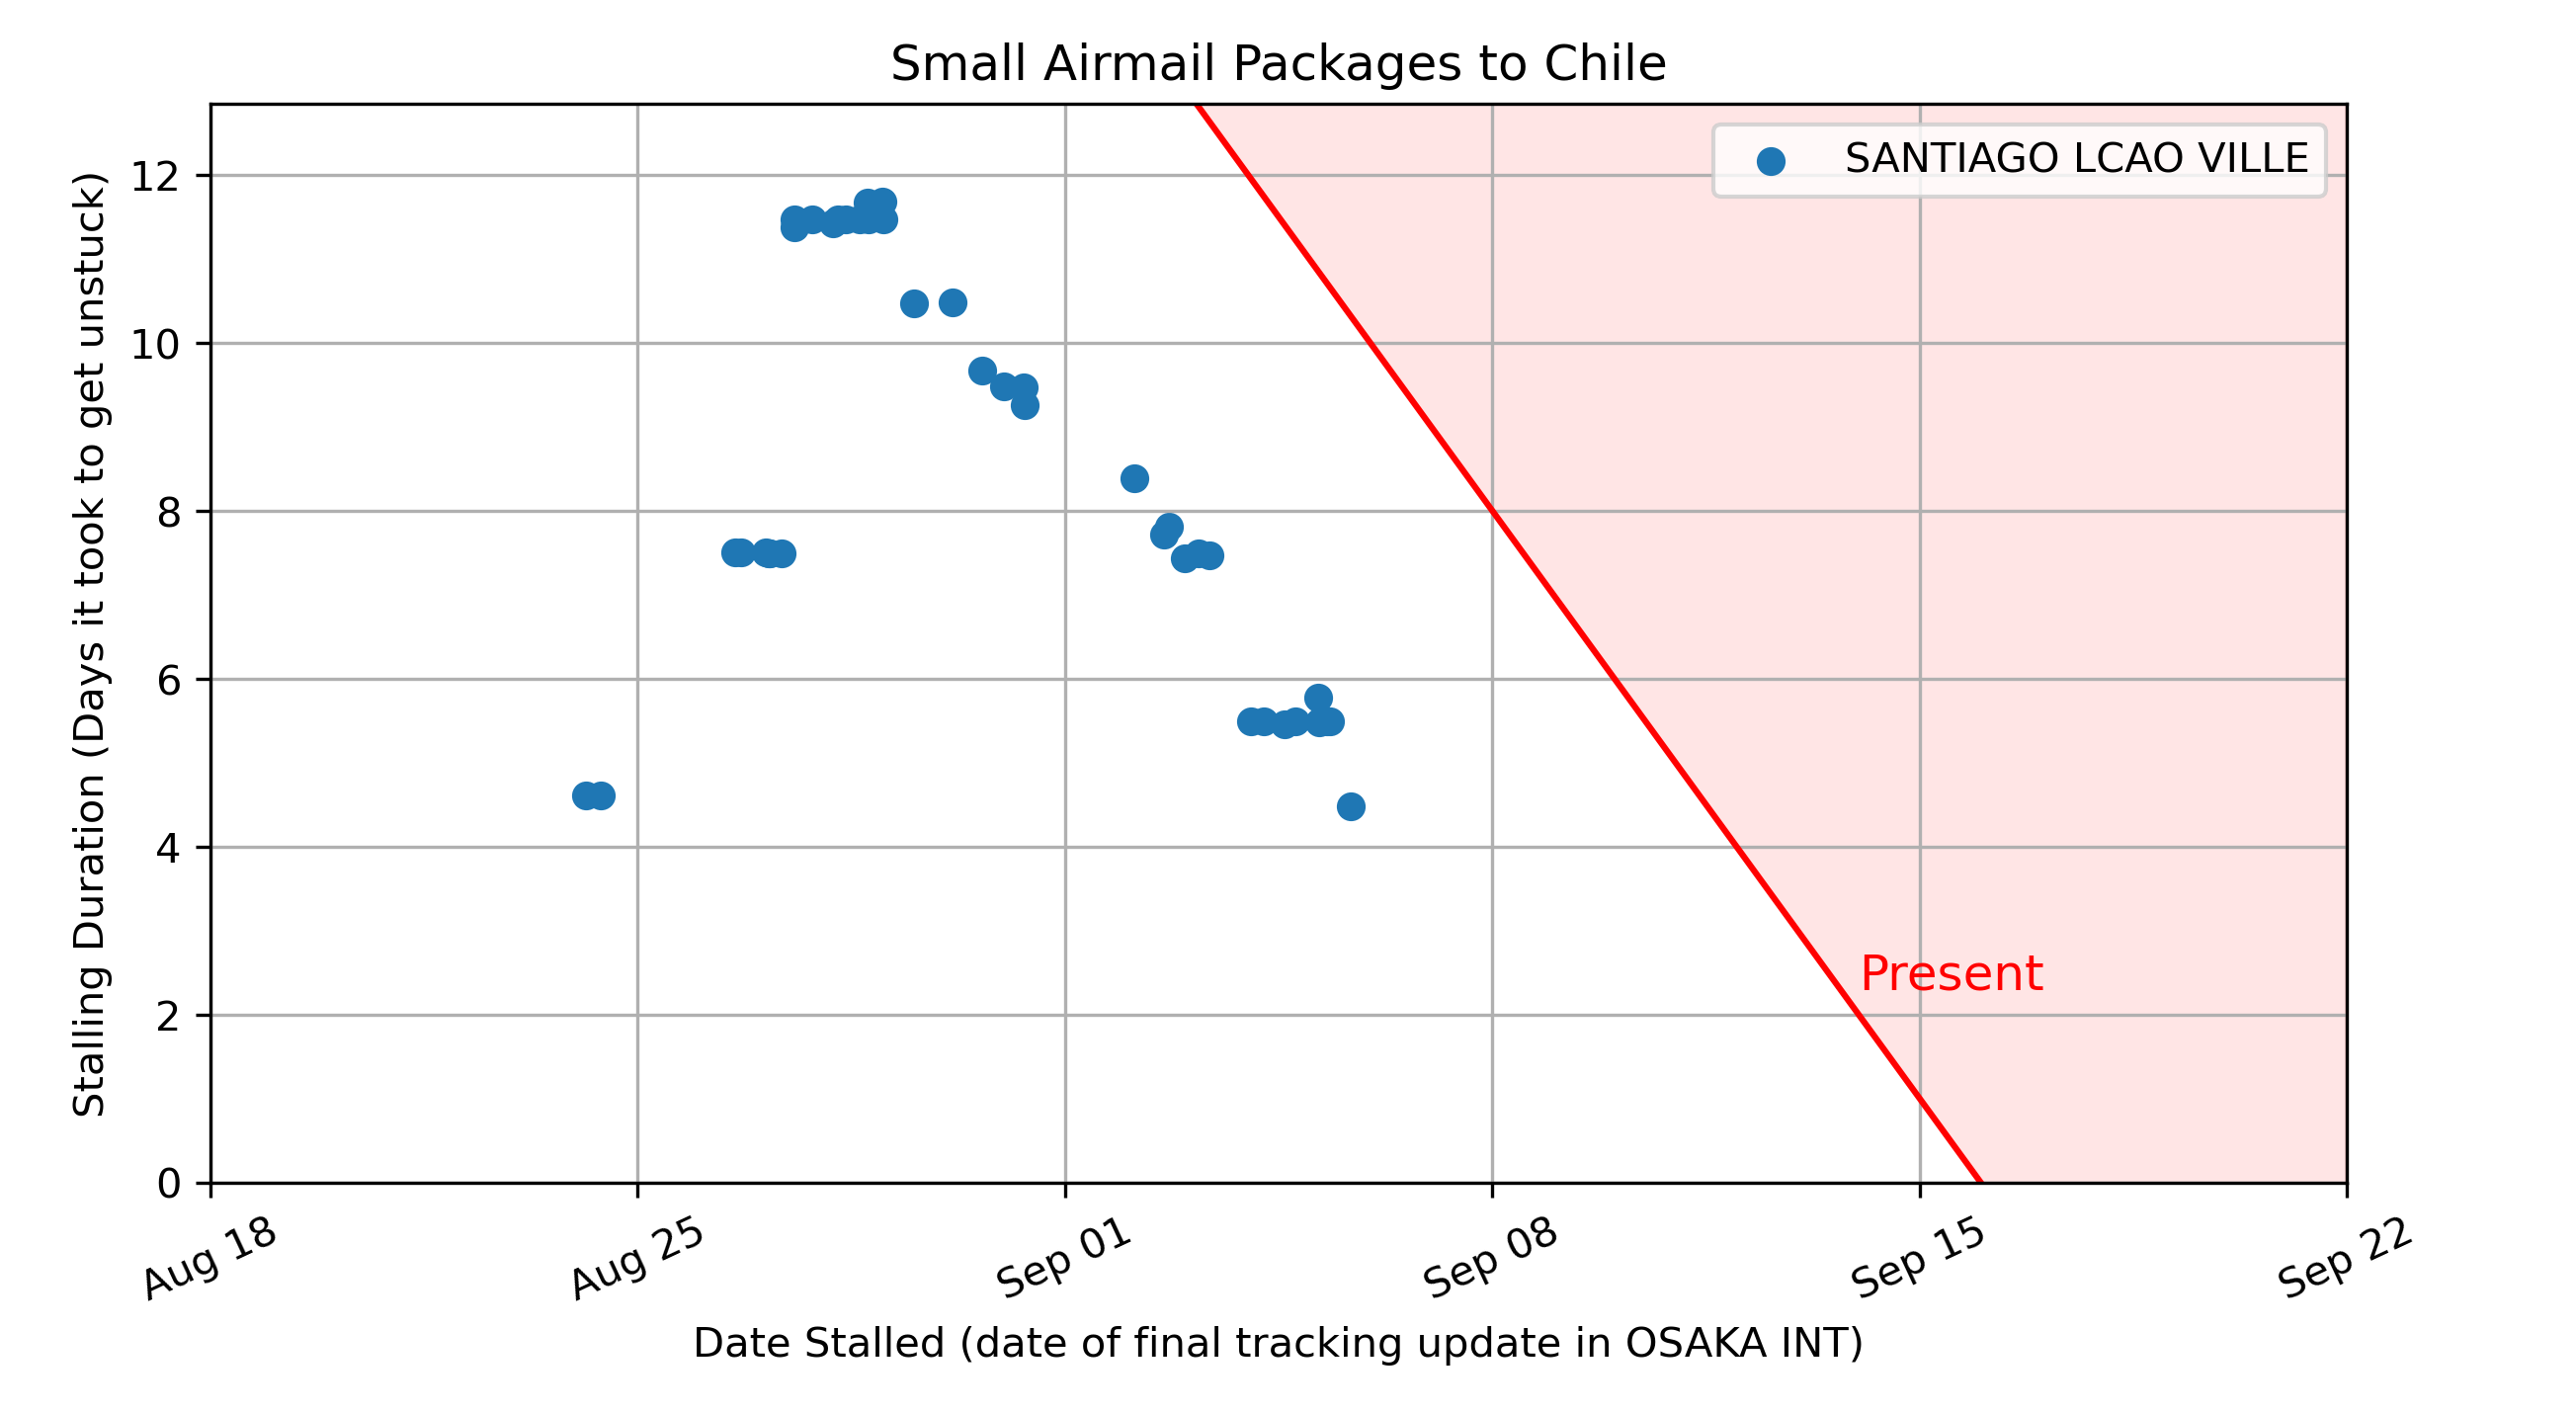 Small Airmail Packages to Chile
SANTIAGO LCAO VILLE
Stalling Duration (Days it took to get unstuck)
12
10
8
6
4
2
0
Present
Aug 18
Aug 25
Sep 01
Sep 08
Sep 15
Sep 22
Date Stalled (date of final tracking update in OSAKA INT)